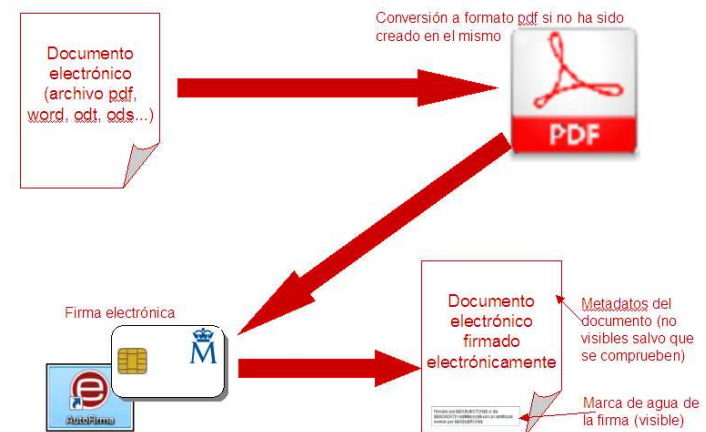 Conversión a formato pdf si no ha sido
creado en el mismo
Documento
electrónico
(archivo pdf,
word, odt, ods...)
PDF
Firma electrónica
M
AutoFirma
Documento
electrónico
firmado
electrónicamente
Metadatos del
documento (no
visibles salvo que
se comprueben)
Marca de agua de
la firma (visible)